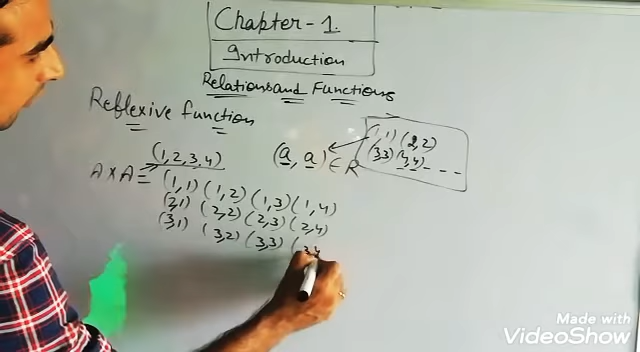 Chapter-1.
Introduction
Relations and Functions
Reflexive function
(1,2,3,4)
(a, a) ∈ R
(1,1) (2,2)
(3,3) (3,4) - - - -
A×A = (1,1) (1,2) (1,3) (1,4)
(2,1) (2,2) (2,3) (2,4)
(3,1) (3,2) (3,3) (3,4
Made with
VideoShow